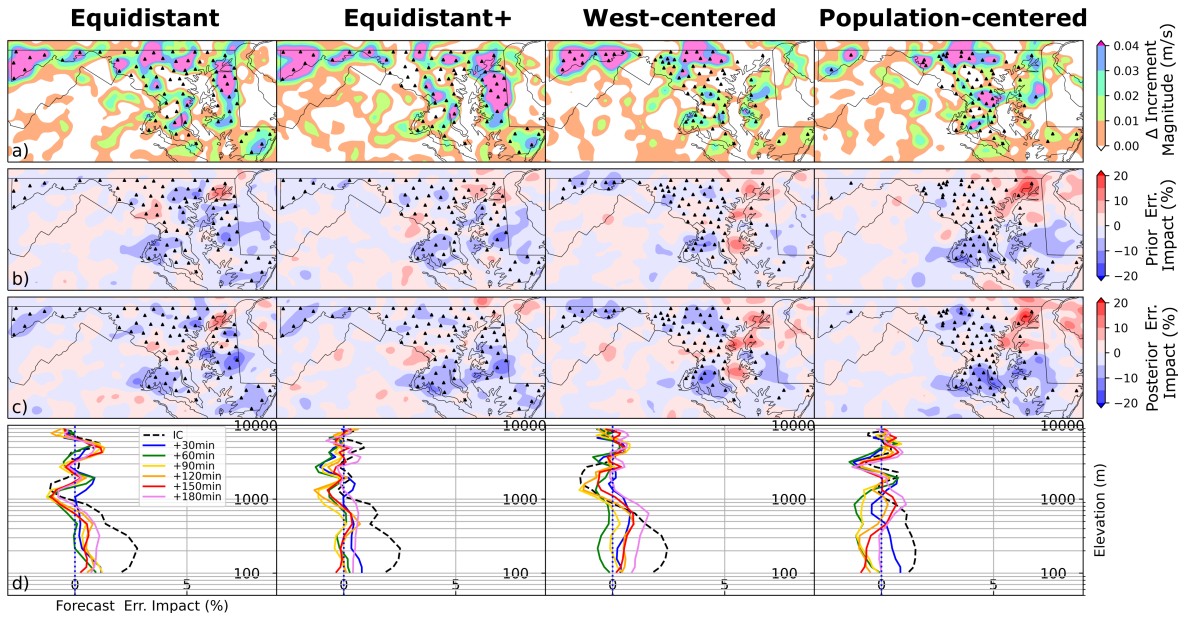 Equidistant Equidistant+ West-centered Population-centered
a)
0.04
0.03
0.02
0.01
0.00
Δ Increment
Magnitude (m/s)
b)
20
10
0
−10
−20
Prior Err.
Impact (%)
c)
20
10
0
−10
−20
Posterior Err.
Impact (%)
d)
IC
+30min
+60min
+90min
+120min
+150min
+180min
10000 10000 10000 10000
1000 1000 1000 1000
100 100 100 100
0 5 0 5 0 5 0 5
Elevation (m)
Forecast Err. Impact (%)